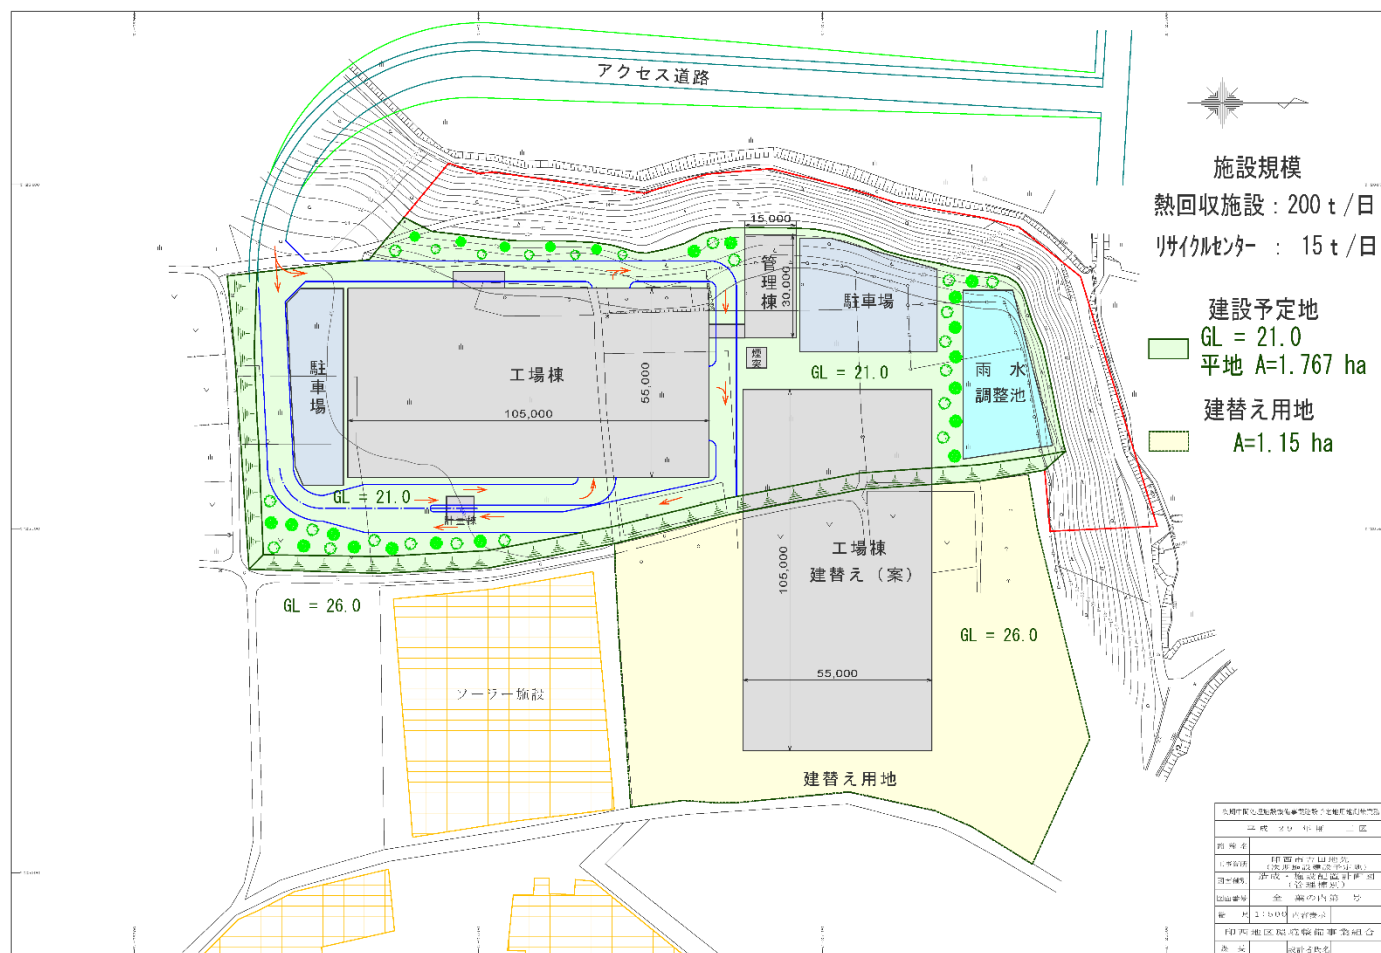 アクセス道路
施設規模
熱回収施設：200ｔ/日
リサイクルセンター ： 15ｔ/日
建設予定地
GL = 21.0
平地 A=1.767 ha
建替え用地
A=1.15 ha
15,000
管理棟
30,000
駐車場
煙突
GL = 21.0
雨水
調整池
駐車場
工場棟
55,000
105,000
GL = 21.0
計量棟
工場棟
建替え（案）
105,000
55,000
GL = 26.0
GL = 26.0
ソーラー施設
建替え用地
1:500
印西地区環境整備事業組合